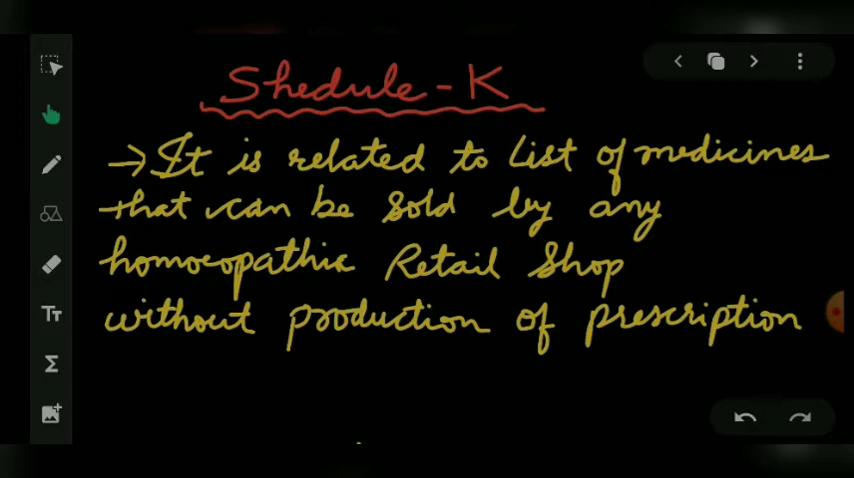 Shedule-K
→ It is related to List of medicines
that can be sold by any
homoeopathic Retail Shop
without production of prescription